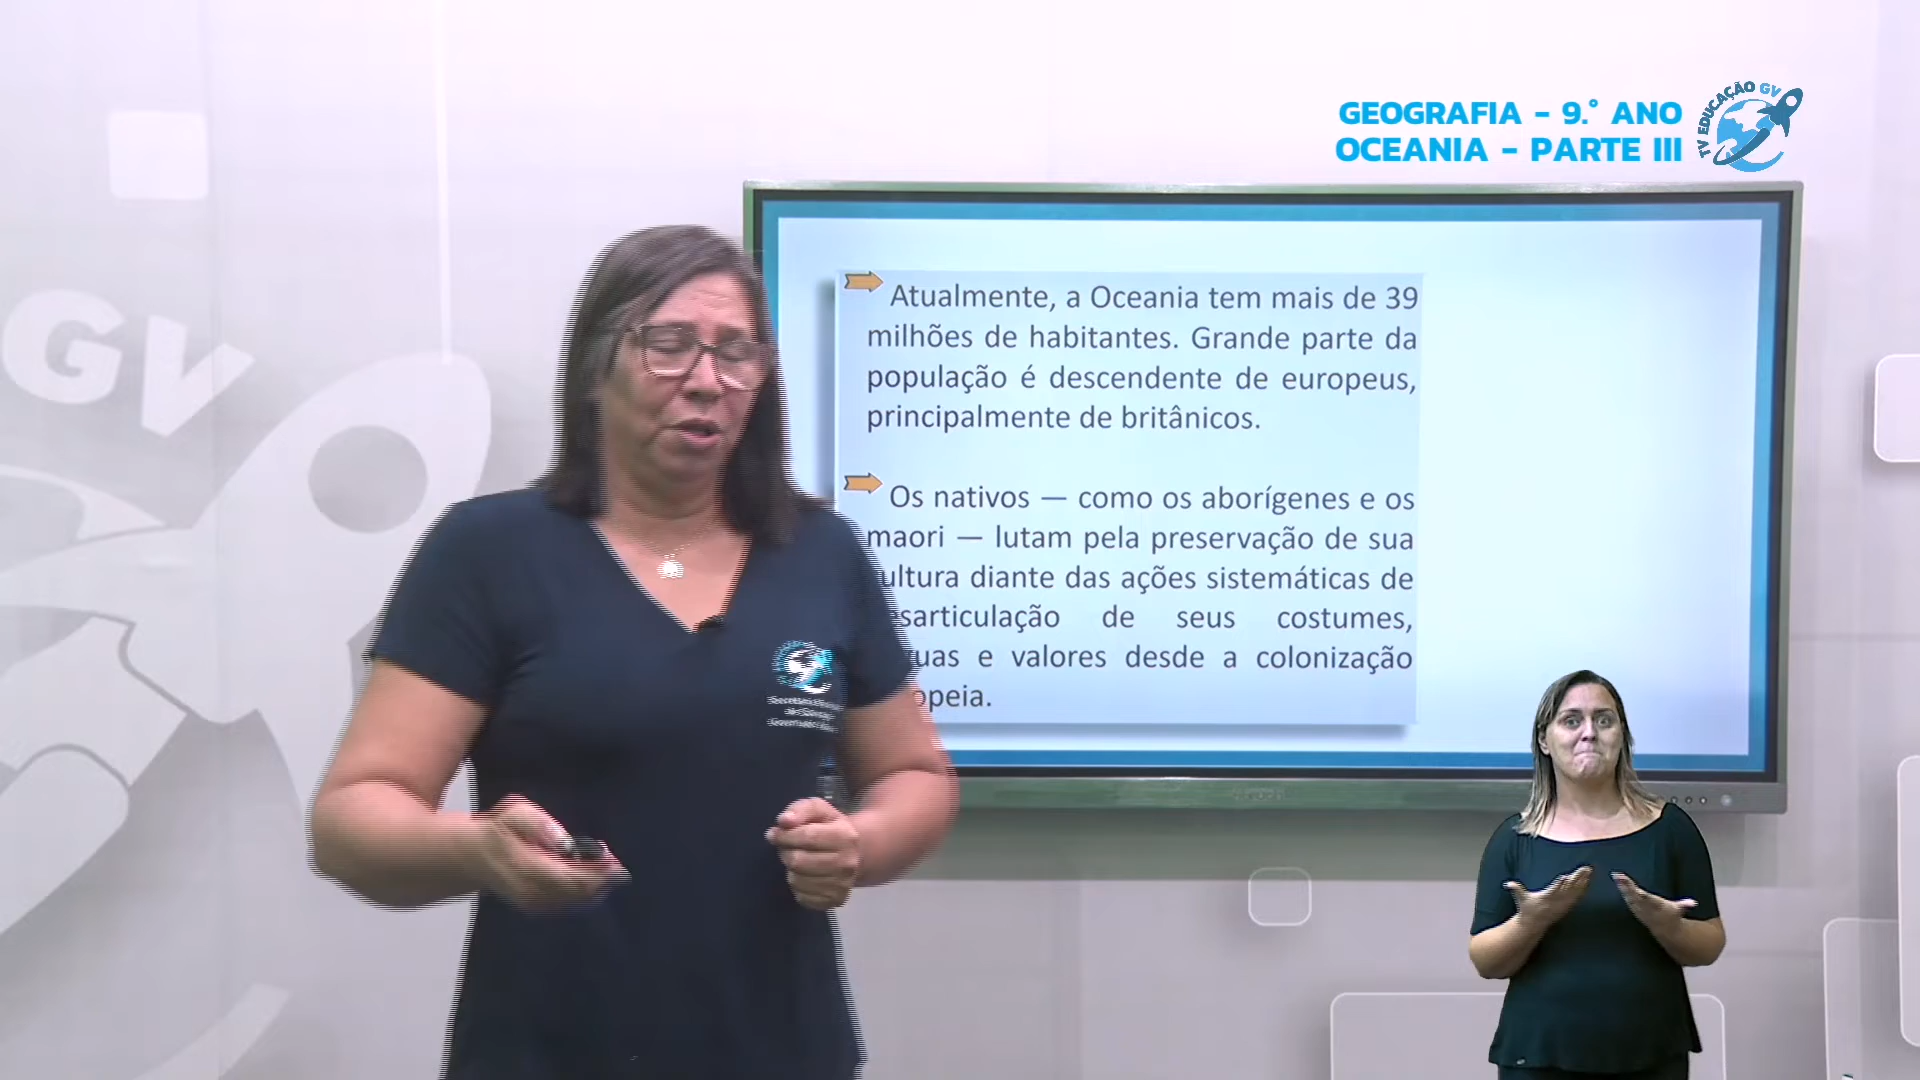 GEOGRAFIA - 9.° ANO
OCEANIA - PARTE III
TV EDUCAÇÃO GV
GV
Atualmente, a Oceania tem mais de 39
milhões de habitantes. Grande parte da
população é descendente de europeus,
principalmente de britânicos.
Os nativos — como os aborígenes e os
maori — lutam pela preservação de sua
ultura diante das ações sistemáticas de
sarticulação de seus costumes,
uas e valores desde a colonização
opeia.